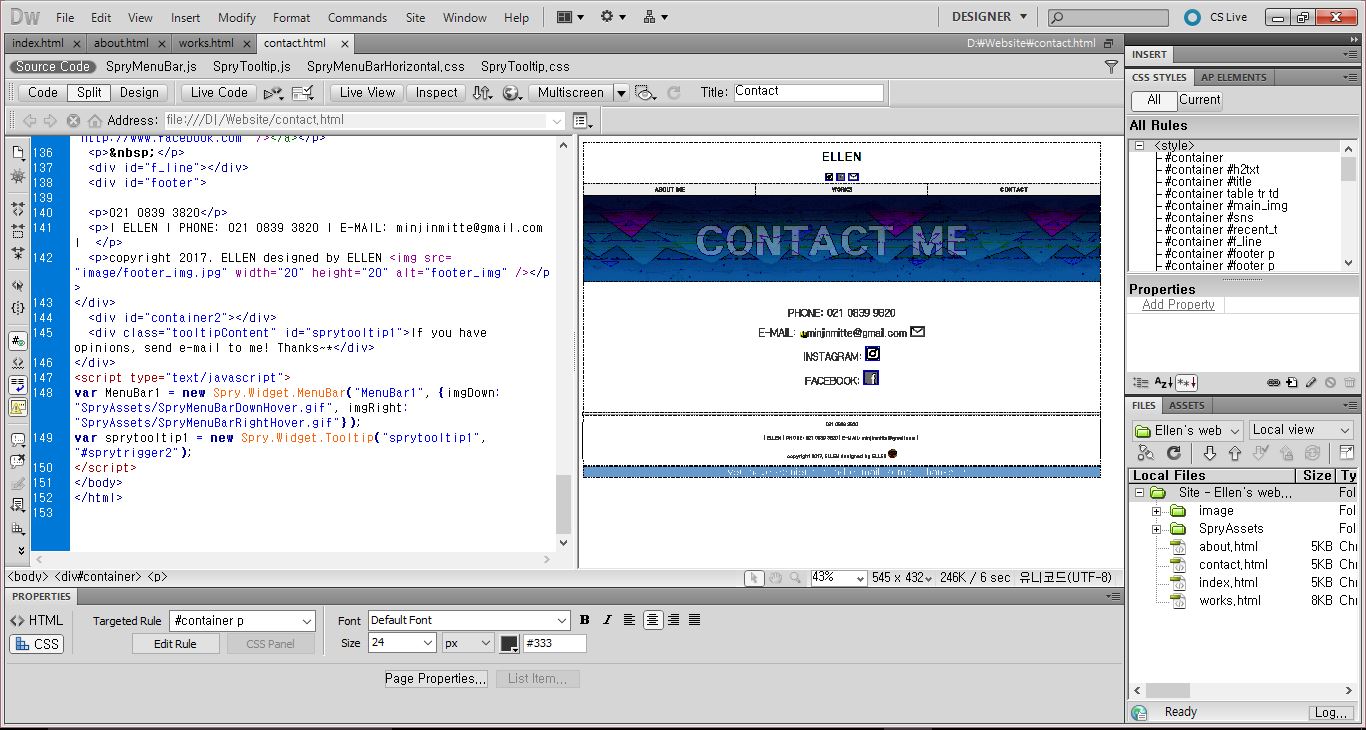 Dw File Edit View Insert Modify Format Commands Site Window Help DESIGNER CS Live
index.html about.html works.html contact.html D:₩Website₩contact.html
Source Code SpryMenuBar.js SpryTooltip.js SpryMenuBarHorizontal.css SpryTooltip.css
Code Split Design Live Code Live View Inspect Multiscreen Title: Contact
Address: file:///D|/Website/contact.html
"http://www.facebook.com" /></a></p>
136 <p>&nbsp;</p>
137 <div id="f_line"></div>
138 <div id="footer">
139
140 <p>021 0839 3820</p>
141 <p>| ELLEN | PHONE: 021 0839 3820 | E-MAIL: minjinmitte@gmail.com
| </p>
142 <p>copyright 2017. ELLEN designed by ELLEN <img src=
"image/footer_img.jpg" width="20" height="20" alt="footer_img" /></p
>
143 </div>
144 <div id="container2"></div>
145 <div class="tooltipContent" id="sprytooltip1">If you have
opinions, send e-mail to me! Thanks~*</div>
146 </div>
147 <script type="text/javascript">
148 var MenuBar1 = new Spry.Widget.MenuBar("MenuBar1", {imgDown:
"SpryAssets/SpryMenuBarDownHover.gif", imgRight:
"SpryAssets/SpryMenuBarRightHover.gif"});
149 var sprytooltip1 = new Spry.Widget.Tooltip("sprytooltip1",
"#sprytrigger2");
150 </script>
151 </body>
152 </html>
153
ELLEN
ABOUT ME WORKS CONTACT
CONTACT ME
PHONE: 021 0839 9820
E-MAIL: minjinmitte@gmail.com
INSTAGRAM:
FACEBOOK:
021 0839 3820
| ELLEN | PHONE: 021 0839 3820 | E-MAIL: minjinmitte@gmail.com |
copyright 2017. ELLEN designed by ELLEN
<body> <div#container> <p>
43% 545 x 432 246K / 6 sec 유니코드(UTF-8)
PROPERTIES
HTML Targeted Rule #container p Font Default Font B I
CSS Edit Rule CSS Panel Size 24 px #333
Page Properties... List Item...
INSERT
CSS STYLES AP ELEMENTS
All Current
All Rules
<style>
#container
#container #h2txt
#container #title
#container table tr td
#container #main_img
#container #sns
#container #recent_t
#container #f_line
#container #footer p
Properties
Add Property
FILES ASSETS
Ellen's web Local view
Local Files Size Ty
Site - Ellen's web... Fol
image Fol
SpryAssets Fol
about.html 5KB Chr
contact.html 5KB Chr
index.html 5KB Chr
works.html 8KB Chr
Ready Log...